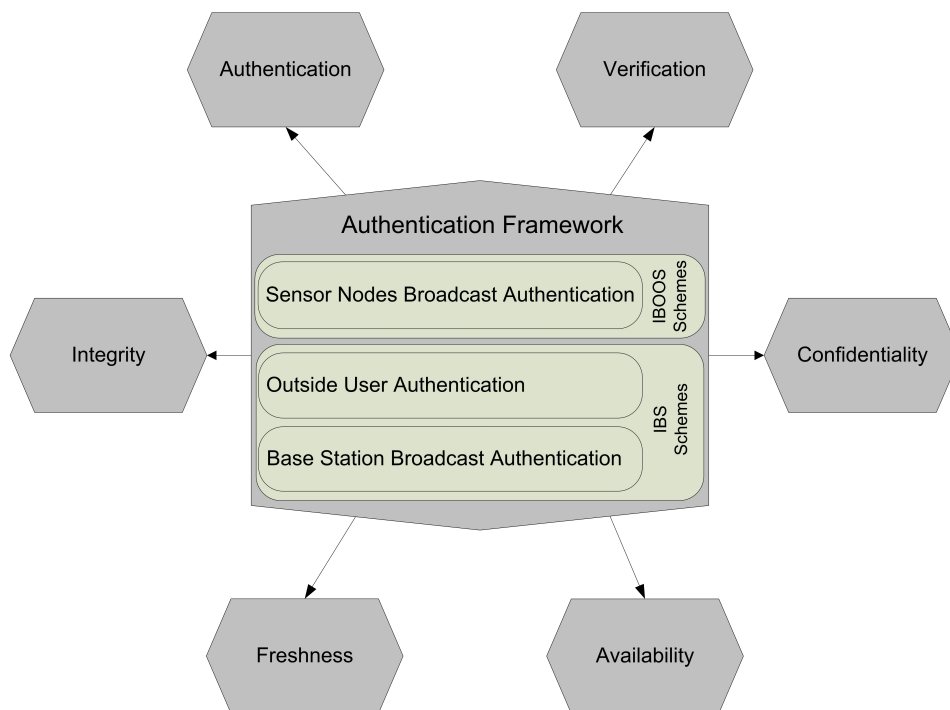 Authentication
Verification
Authentication Framework
Sensor Nodes Broadcast Authentication
IBOOS
Schemes
Integrity
Confidentiality
Outside User Authentication
IBS
Schemes
Base Station Broadcast Authentication
Freshness
Availability